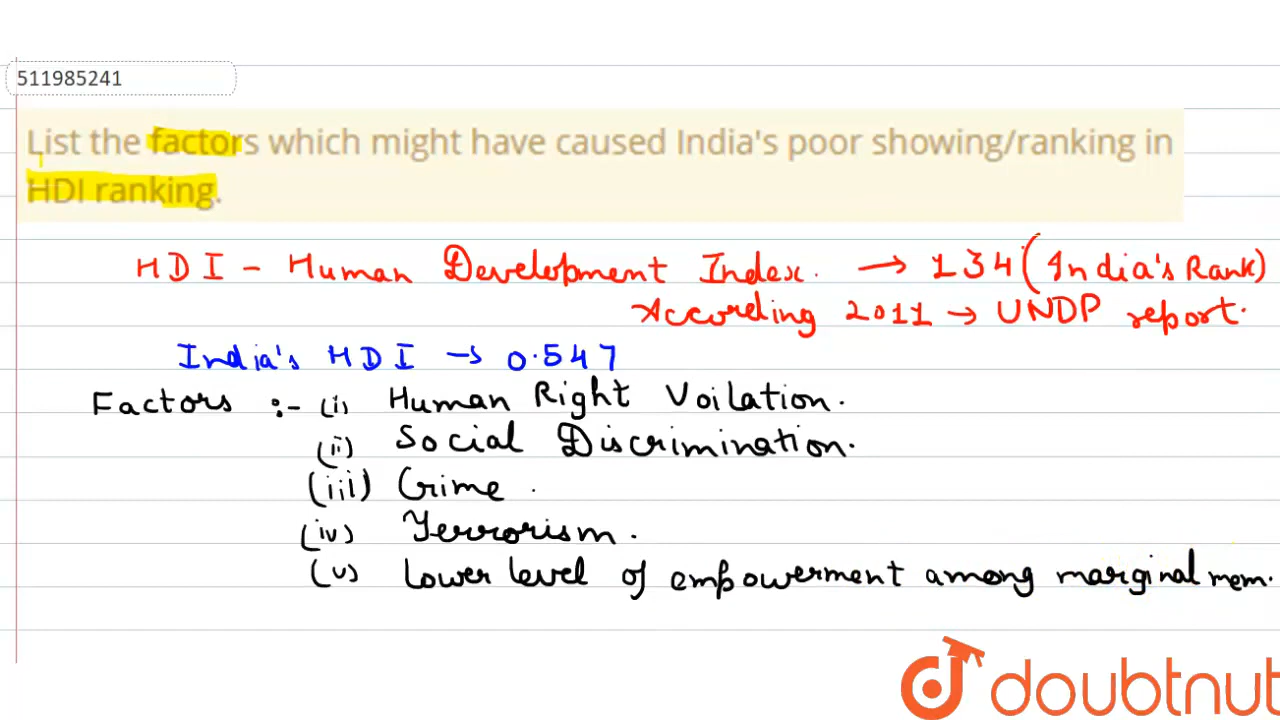 511985241
List the factors which might have caused India's poor showing/ranking in
HDI ranking.
HDI - Human Development Index. → 134 (India's Rank)
According 2011 → UNDP report.
India's HDI → 0.547
Factors :- (i) Human Right Voilation.
(ii) Social Discrimination.
(iii) Crime.
(iv) Terrorism.
(v) Lower level of empowerment among marginal mem.
doubtnut